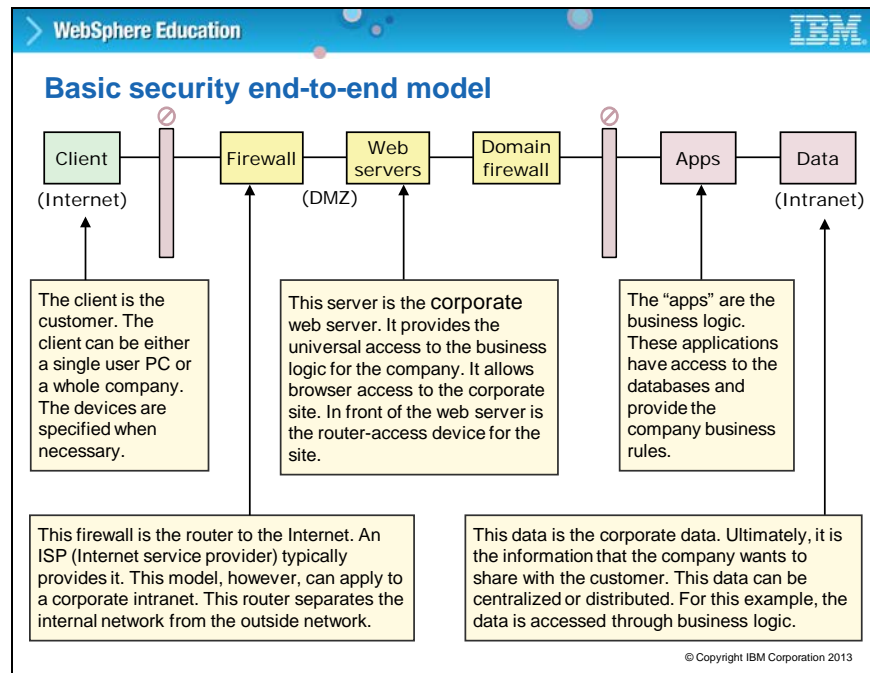 WebSphere Education
IBM
Basic security end-to-end model
Client
Firewall
Web
servers
Domain
firewall
Apps
Data
(Internet)
(DMZ)
(Intranet)
The client is the
customer. The
client can be either
a single user PC or
a whole company.
The devices are
specified when
necessary.
This server is the corporate
web server. It provides the
universal access to the business
logic for the company. It allows
browser access to the corporate
site. In front of the web server is
the router-access device for the
site.
The “apps” are the
business logic.
These applications
have access to the
databases and
provide the
company business
rules.
This firewall is the router to the Internet. An
ISP (Internet service provider) typically
provides it. This model, however, can apply to
a corporate intranet. This router separates the
internal network from the outside network.
This data is the corporate data. Ultimately, it is
the information that the company wants to
share with the customer. This data can be
centralized or distributed. For this example, the
data is accessed through business logic.
© Copyright IBM Corporation 2013